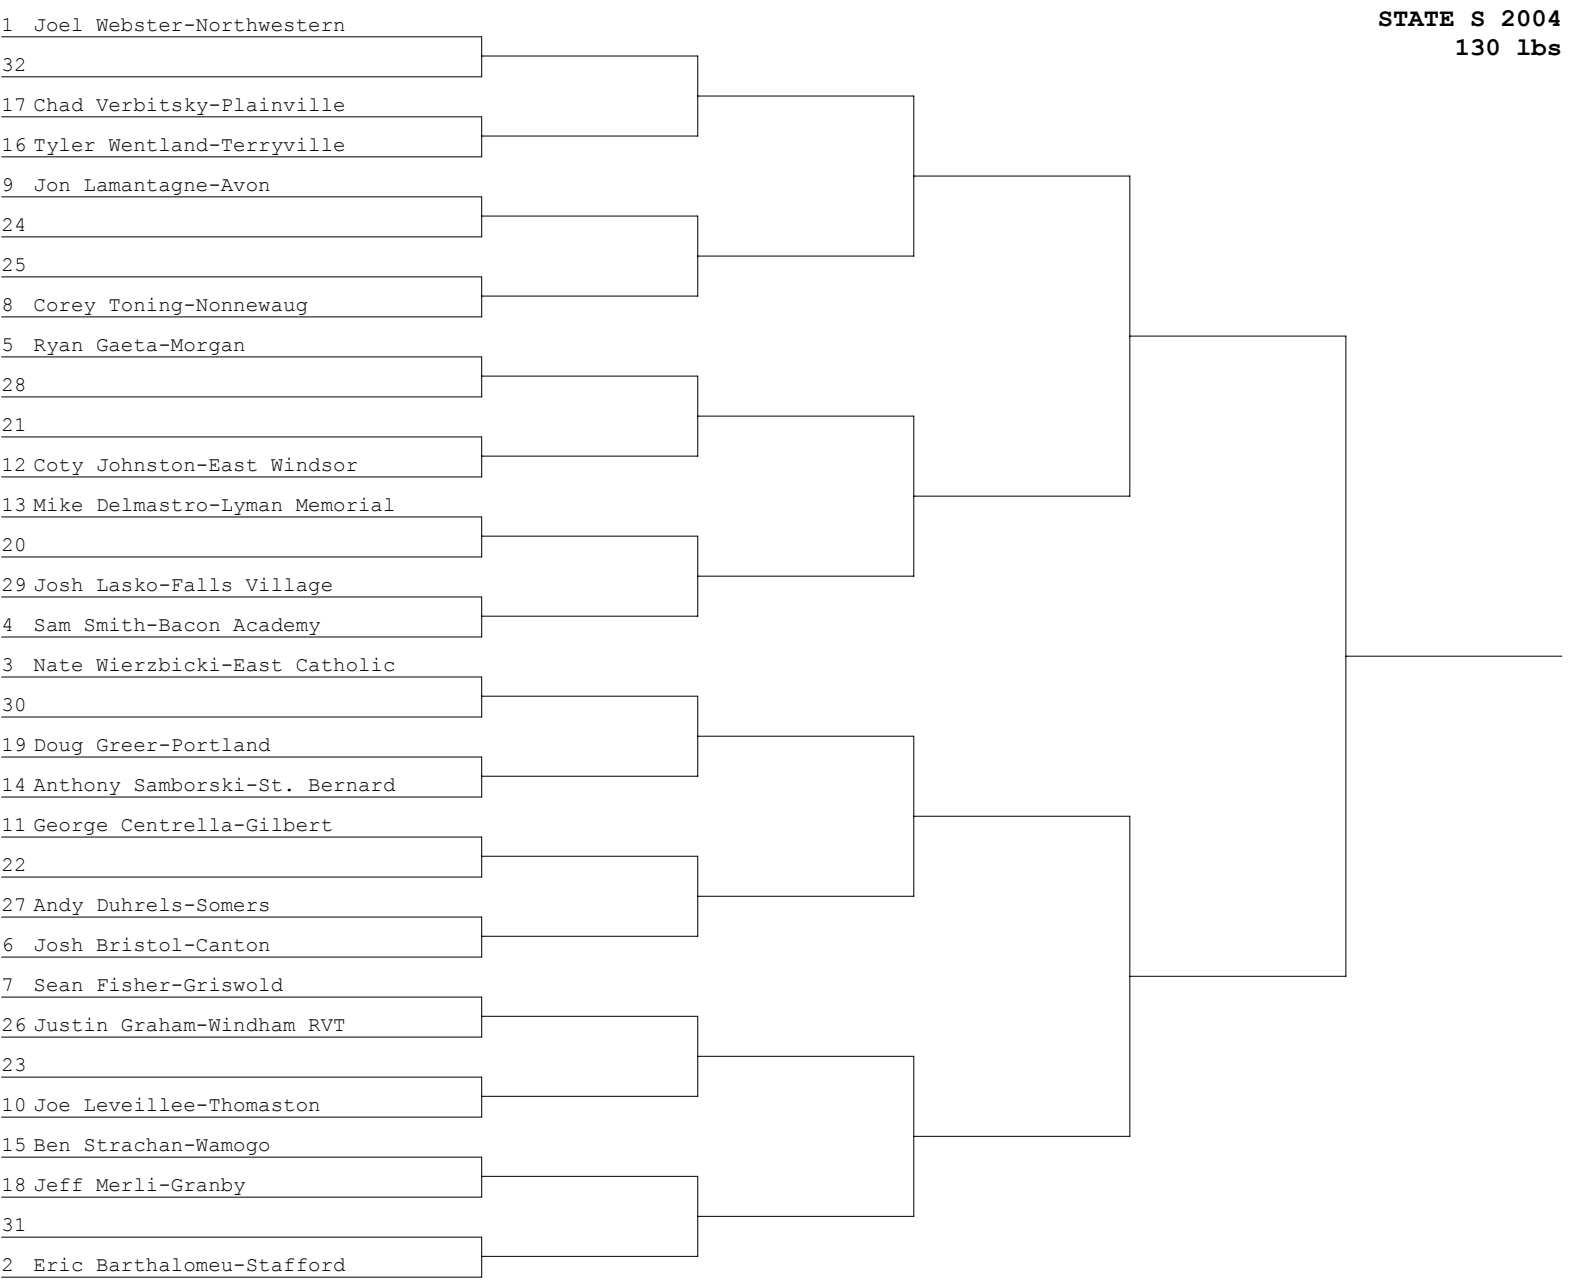 STATE S 2004
130 lbs
1 Joel Webster-Northwestern
32
17 Chad Verbitsky-Plainville
16 Tyler Wentland-Terryville
9 Jon Lamantagne-Avon
24
25
8 Corey Toning-Nonnewaug
5 Ryan Gaeta-Morgan
28
21
12 Coty Johnston-East Windsor
13 Mike Delmastro-Lyman Memorial
20
29 Josh Lasko-Falls Village
4 Sam Smith-Bacon Academy
3 Nate Wierzbicki-East Catholic
30
19 Doug Greer-Portland
14 Anthony Samborski-St. Bernard
11 George Centrella-Gilbert
22
27 Andy Duhrels-Somers
6 Josh Bristol-Canton
7 Sean Fisher-Griswold
26 Justin Graham-Windham RVT
23
10 Joe Leveillee-Thomaston
15 Ben Strachan-Wamogo
18 Jeff Merli-Granby
31
2 Eric Barthalomeu-Stafford